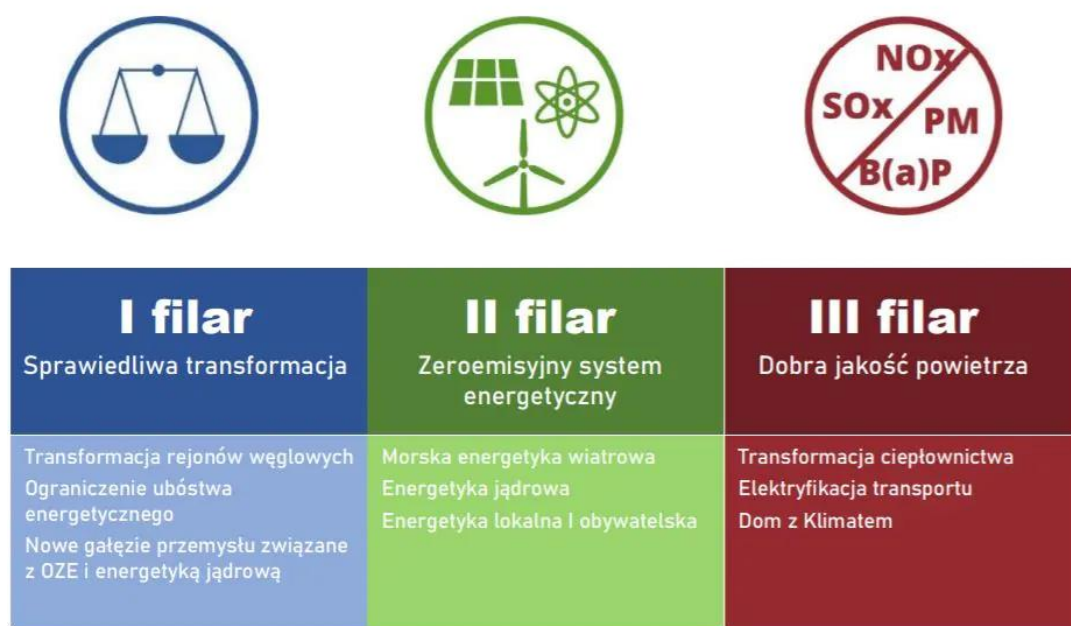 NOx
SOx
PM
B(a)P
I filar
Sprawiedliwa transformacja
Transformacja rejonów węglowych
Ograniczenie ubóstwa
energetycznego
Nowe gałęzie przemysłu związane
z OZE i energetyką jądrową
II filar
Zeroemisyjny system
energetyczny
Morska energetyka wiatrowa
Energetyka jądrowa
Energetyka lokalna I obywatelska
III filar
Dobra jakość powietrza
Transformacja ciepłownictwa
Elektryfikacja transportu
Dom z Klimatem